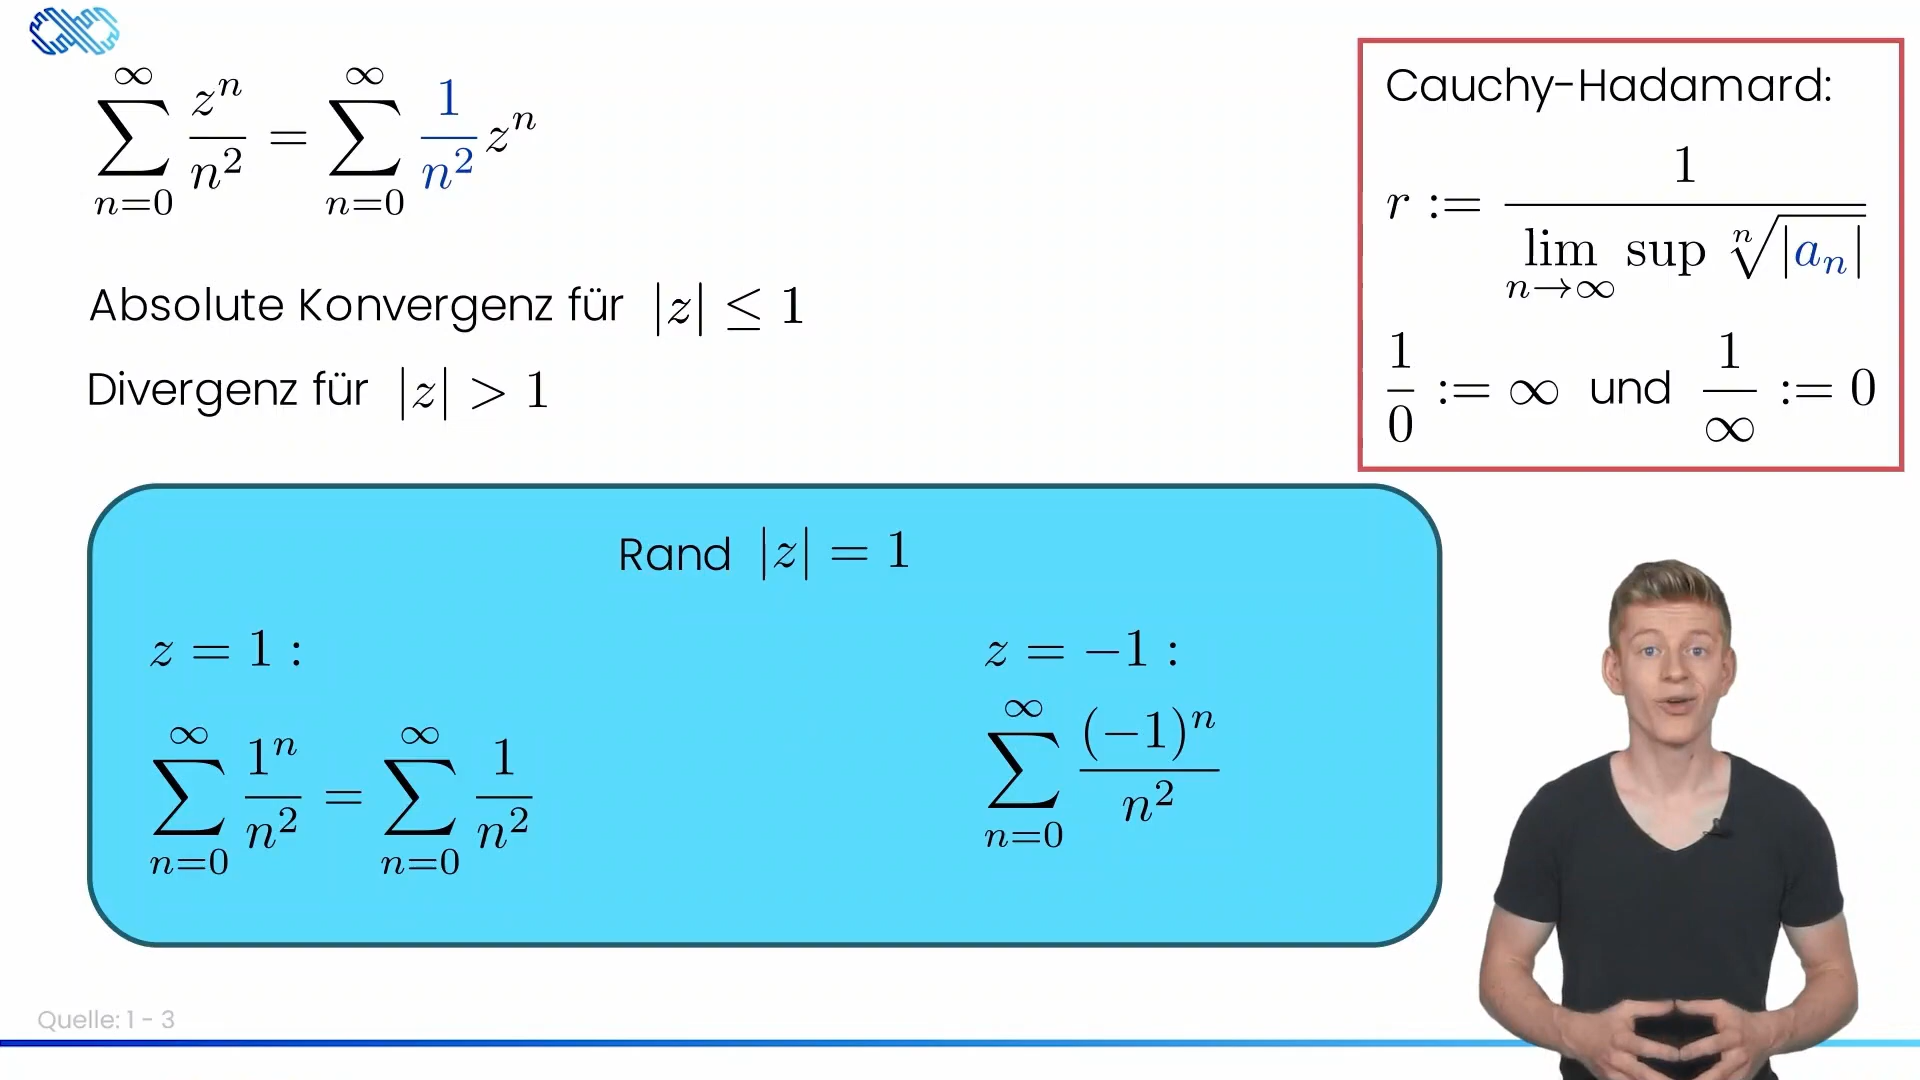 ∑_{n=0}^{∞} z^n/n^2 = ∑_{n=0}^{∞} 1/n^2 z^n
Absolute Konvergenz für |z| ≤ 1
Divergenz für |z| > 1
Cauchy-Hadamard:
r := 1/(lim sup_{n→∞} ⁿ√|a_n|)
1/0 := ∞ und 1/∞ := 0
Rand |z| = 1
z = 1 :
∑_{n=0}^{∞} 1^n/n^2 = ∑_{n=0}^{∞} 1/n^2
z = −1 :
∑_{n=0}^{∞} (−1)^n/n^2
Quelle: 1 - 3